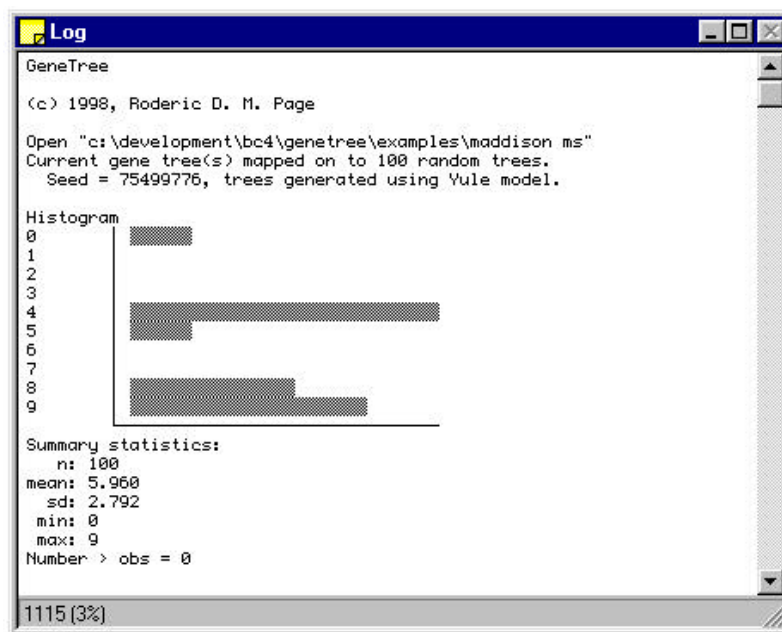 Log
GeneTree
(c) 1998, Roderic D. M. Page
Open "c:\development\bc4\genetree\examples\maddison ms"
Current gene tree(s) mapped on to 100 random trees.
Seed = 75499776, trees generated using Yule model.
Histogram
0
1
2
3
4
5
6
7
8
9
Summary statistics:
n: 100
mean: 5.960
sd: 2.792
min: 0
max: 9
Number > obs = 0
1115 (3%)